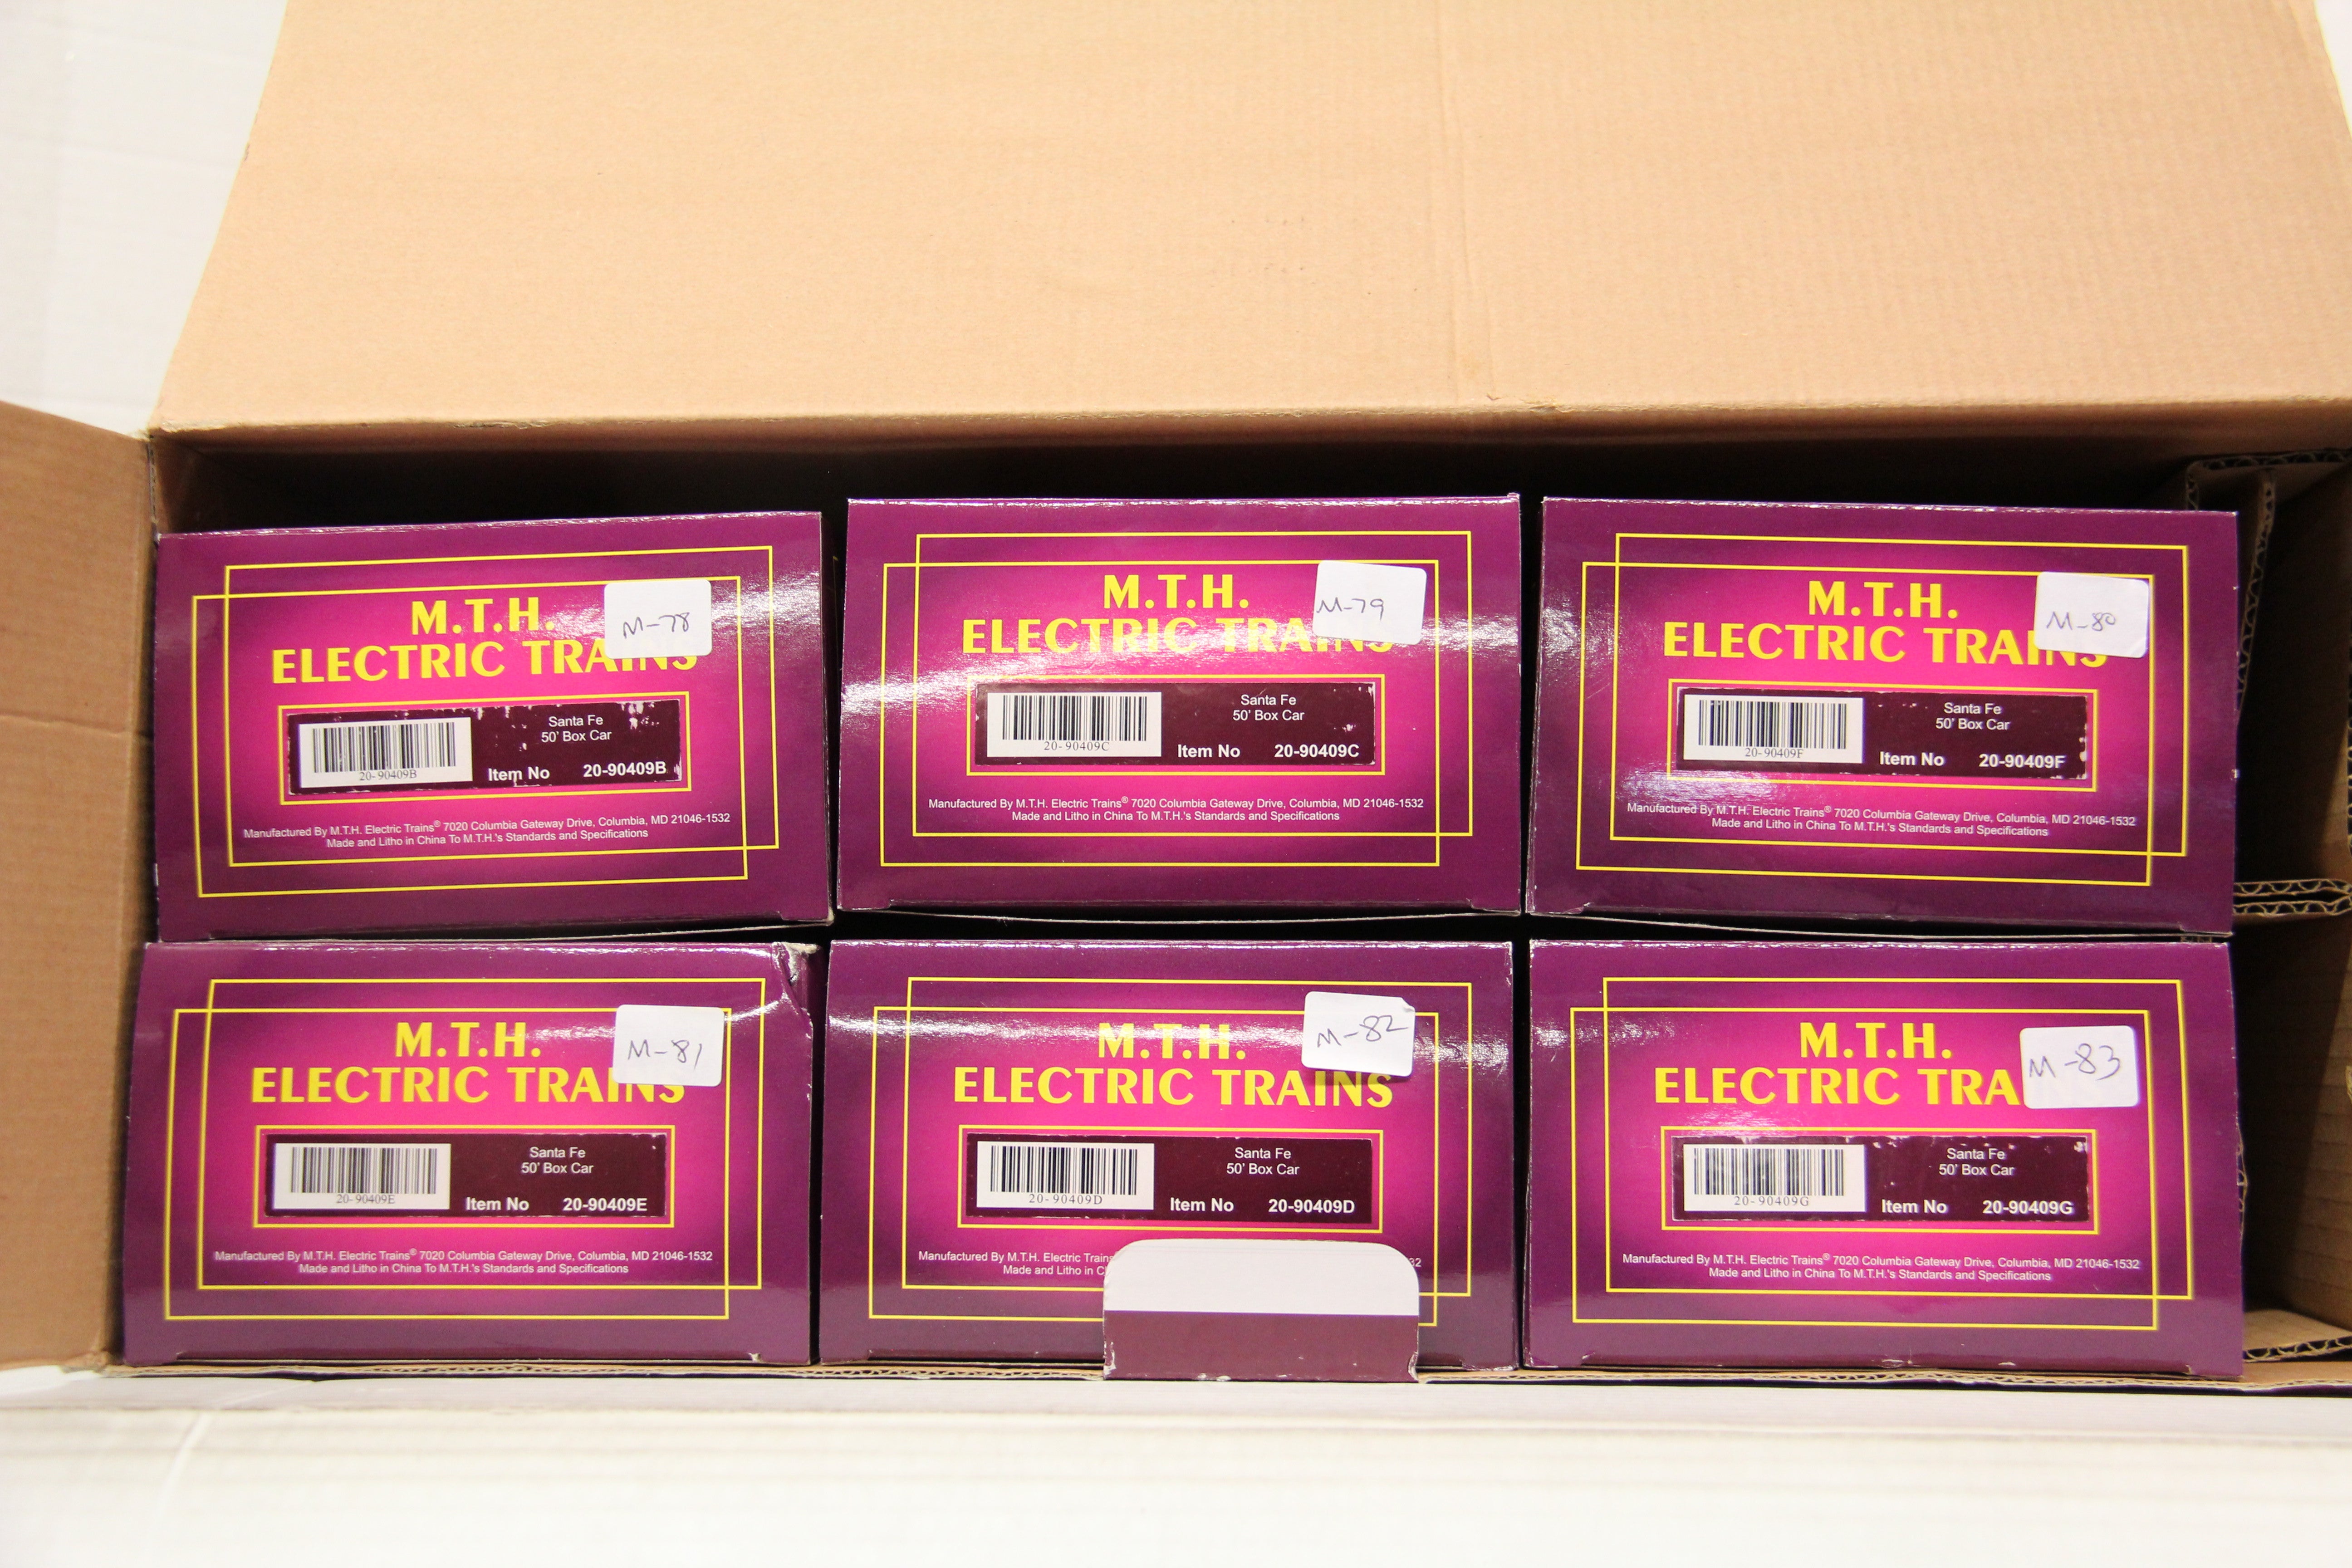 M.T.H.
M-78
ELECTRIC TRAINS
Santa Fe
50' Box Car
20-90409B
Item No 20-90409B
Manufactured By M.T.H. Electric Trains® 7020 Columbia Gateway Drive, Columbia, MD 21046-1532
Made and Litho in China To M.T.H.'s Standards and Specifications
M.T.H.
M-79
ELECTRIC TRAINS
Santa Fe
50' Box Car
20-90409C
Item No 20-90409C
Manufactured By M.T.H. Electric Trains® 7020 Columbia Gateway Drive, Columbia, MD 21046-1532
Made and Litho in China To M.T.H.'s Standards and Specifications
M.T.H.
M-80
ELECTRIC TRAINS
Santa Fe
50' Box Car
20-90409F
Item No 20-90409F
Manufactured By M.T.H. Electric Trains® 7020 Columbia Gateway Drive, Columbia, MD 21046-1532
Made and Litho in China To M.T.H.'s Standards and Specifications
M.T.H.
M-81
ELECTRIC TRAINS
Santa Fe
50' Box Car
20-90409E
Item No 20-90409E
Manufactured By M.T.H. Electric Trains® 7020 Columbia Gateway Drive, Columbia, MD 21046-1532
Made and Litho in China To M.T.H.'s Standards and Specifications
M.T.H.
M-82
ELECTRIC TRAINS
Santa Fe
50' Box Car
20-90409D
Item No 20-90409D
Manufactured By M.T.H. Electric Trains 32
Made and Litho in C
M.T.H.
M-83
ELECTRIC TRA
Santa Fe
50' Box Car
20-90409G
Item No 20-90409G
Manufactured By M.T.H. Electric Trains® 7020 Columbia Gateway Drive, Columbia, MD 21046-1532
Made and Litho in China To M.T.H.'s Standards and Specifications